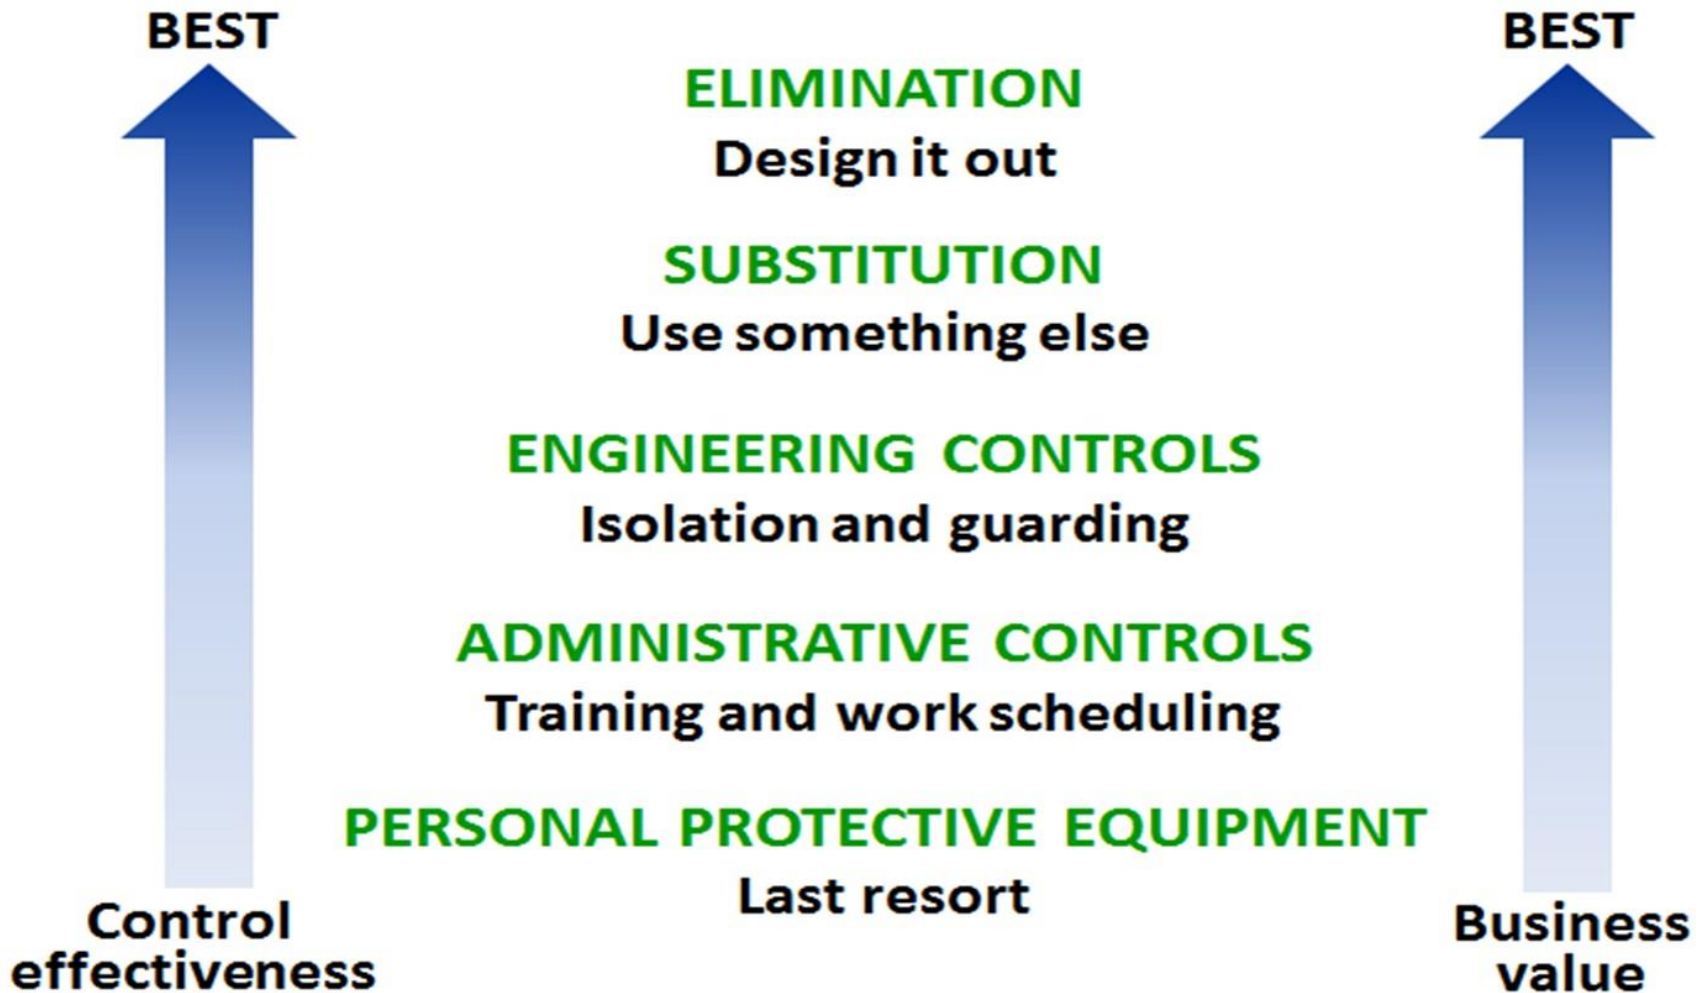 BEST
BEST
ELIMINATION
Design it out
SUBSTITUTION
Use something else
ENGINEERING CONTROLS
Isolation and guarding
ADMINISTRATIVE CONTROLS
Training and work scheduling
PERSONAL PROTECTIVE EQUIPMENT
Last resort
Control
effectiveness
Business
value